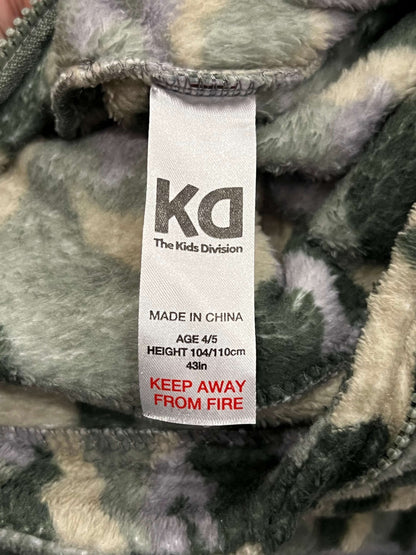 KD
The Kids Division
MADE IN CHINA
AGE 4/5
HEIGHT 104/110cm
43in
KEEP AWAY
FROM FIRE